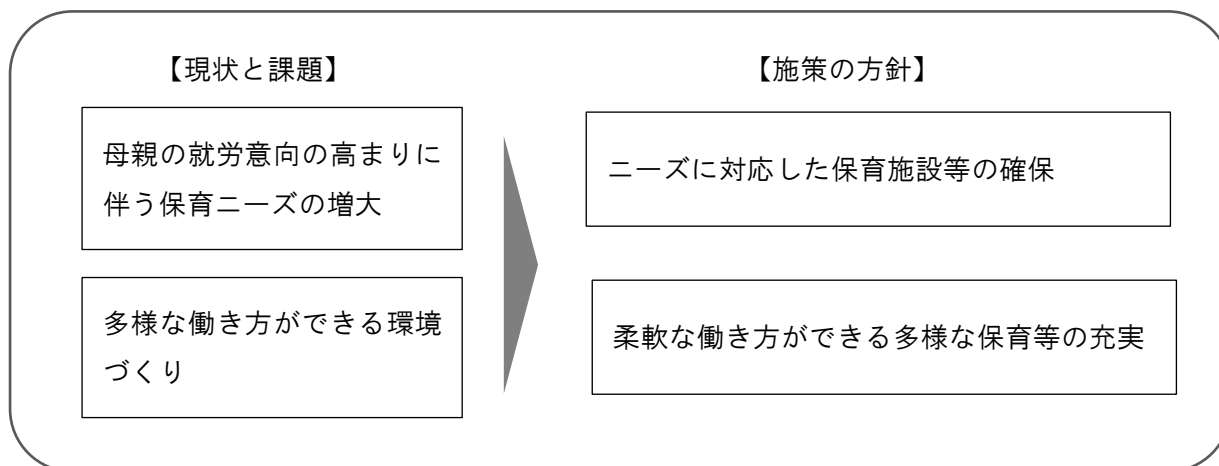 【現状と課題】
母親の就労意向の高まりに
伴う保育ニーズの増大
多様な働き方ができる環境
づくり
【施策の方針】
ニーズに対応した保育施設等の確保
柔軟な働き方ができる多様な保育等の充実